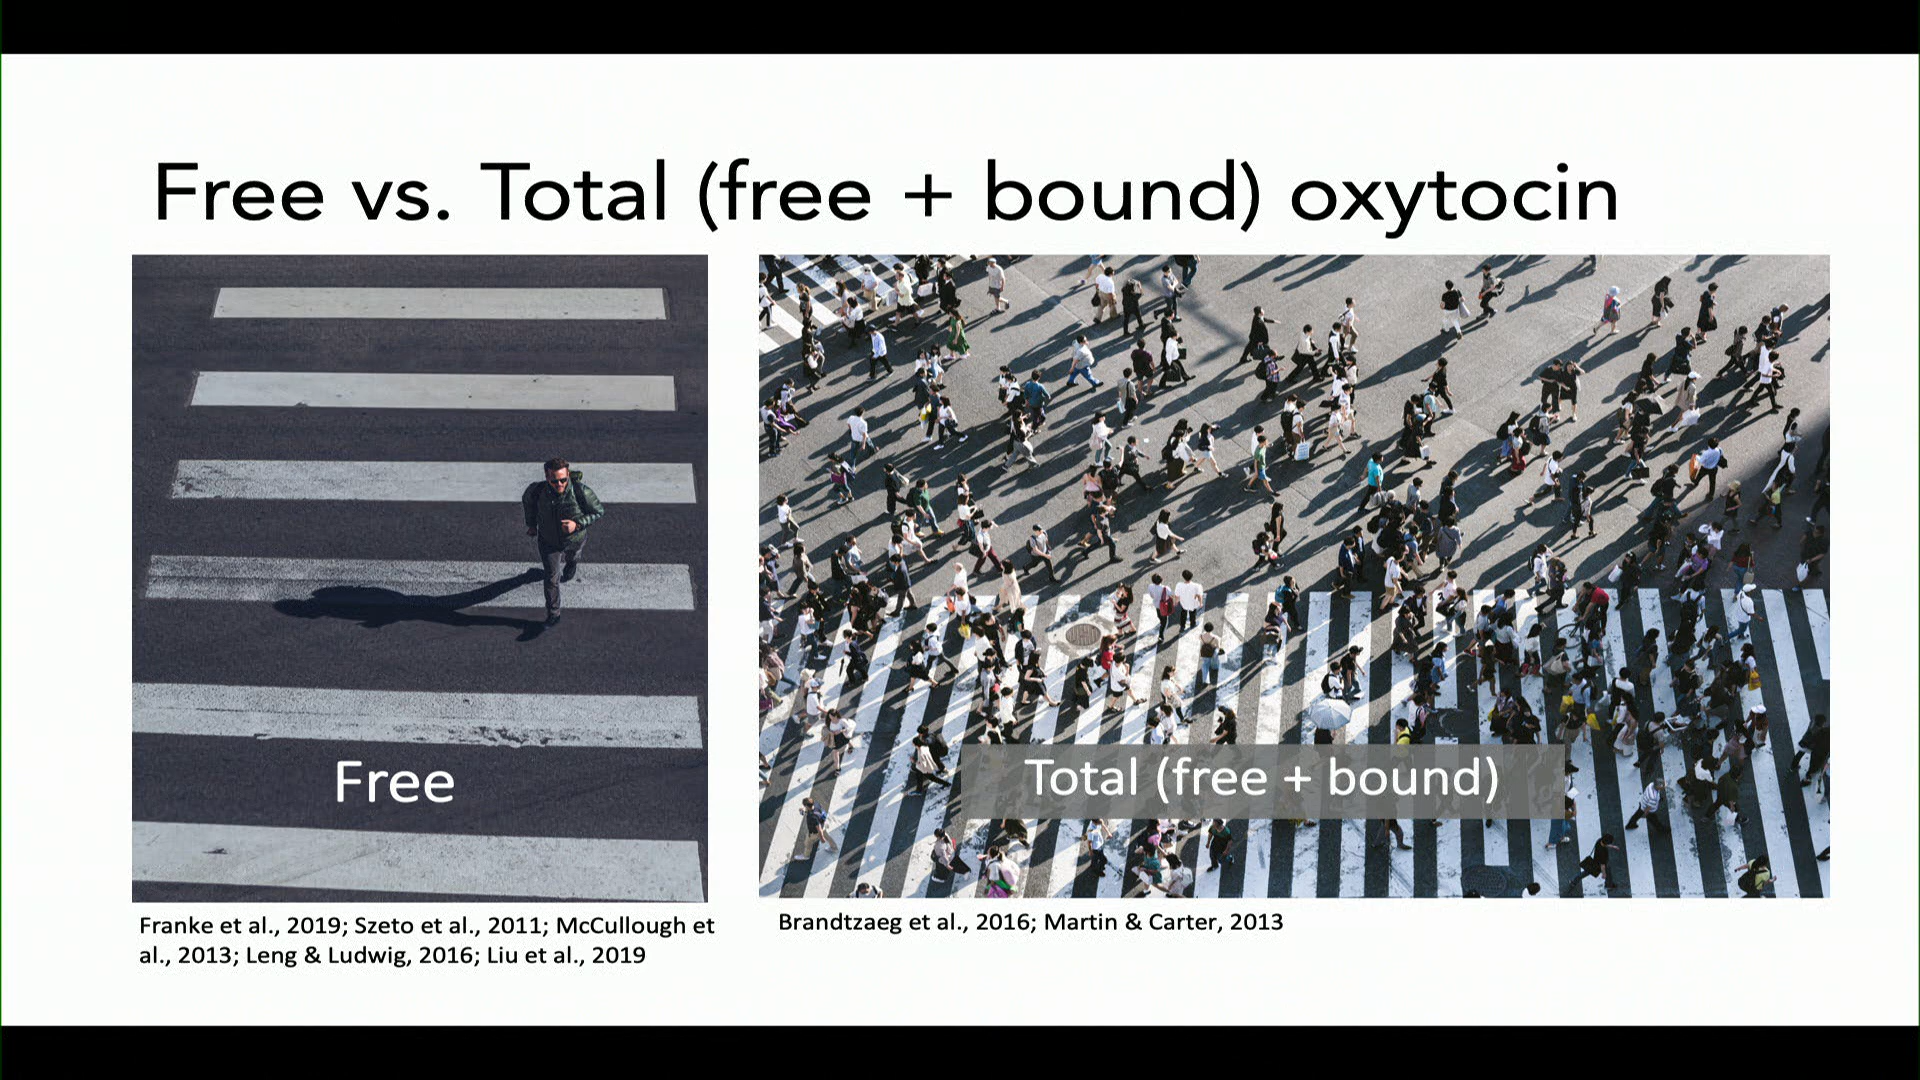 Free vs. Total (free + bound) oxytocin
Free
Total (free + bound)
Franke et al., 2019; Szeto et al., 2011; McCullough et
al., 2013; Leng & Ludwig, 2016; Liu et al., 2019
Brandtzaeg et al., 2016; Martin & Carter, 2013